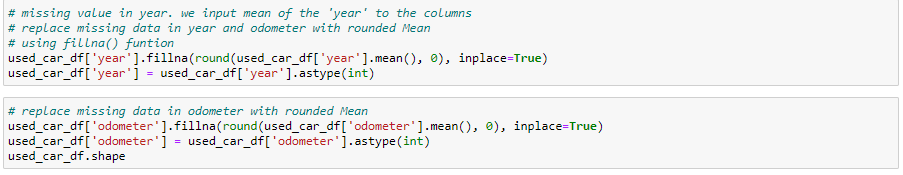 # missing value in year. we input mean of the 'year' to the columns
# replace missing data in year and odometer with rounded Mean
# using fillna() funtion
used_car_df['year'].fillna(round(used_car_df['year'].mean(), 0), inplace=True)
used_car_df['year'] = used_car_df['year'].astype(int)
# replace missing data in odometer with rounded Mean
used_car_df['odometer'].fillna(round(used_car_df['odometer'].mean(), 0), inplace=True)
used_car_df['odometer'] = used_car_df['odometer'].astype(int)
used_car_df.shape